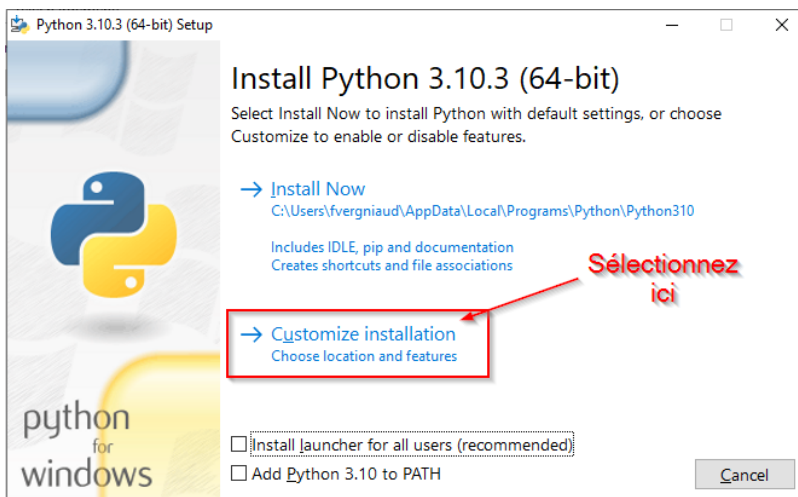 Python 3.10.3 (64-bit) Setup
Install Python 3.10.3 (64-bit)
Select Install Now to install Python with default settings, or choose
Customize to enable or disable features.
Install Now
C:\Users\fvergniaud\AppData\Local\Programs\Python\Python310
Includes IDLE, pip and documentation
Creates shortcuts and file associations
Sélectionnez
ici
Customize installation
Choose location and features
python
for
windows
Install launcher for all users (recommended)
Add Python 3.10 to PATH
Cancel